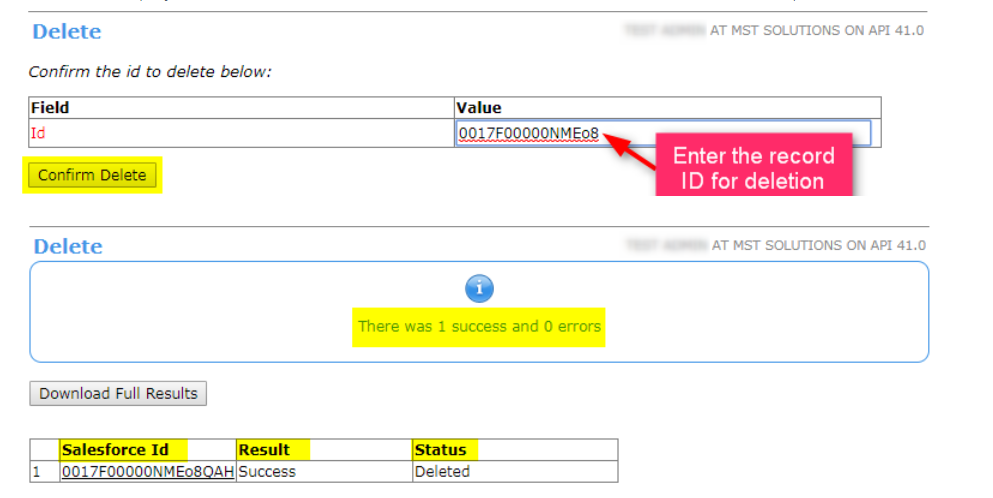 Delete
AT MST SOLUTIONS ON API 41.0
Confirm the id to delete below:
Field Value
Id 0017F00000NMEo8
Enter the record
ID for deletion
Confirm Delete
Delete
AT MST SOLUTIONS ON API 41.0
i
There was 1 success and 0 errors
Download Full Results
Salesforce Id Result Status
1 0017F00000NMEo8QAH Success Deleted